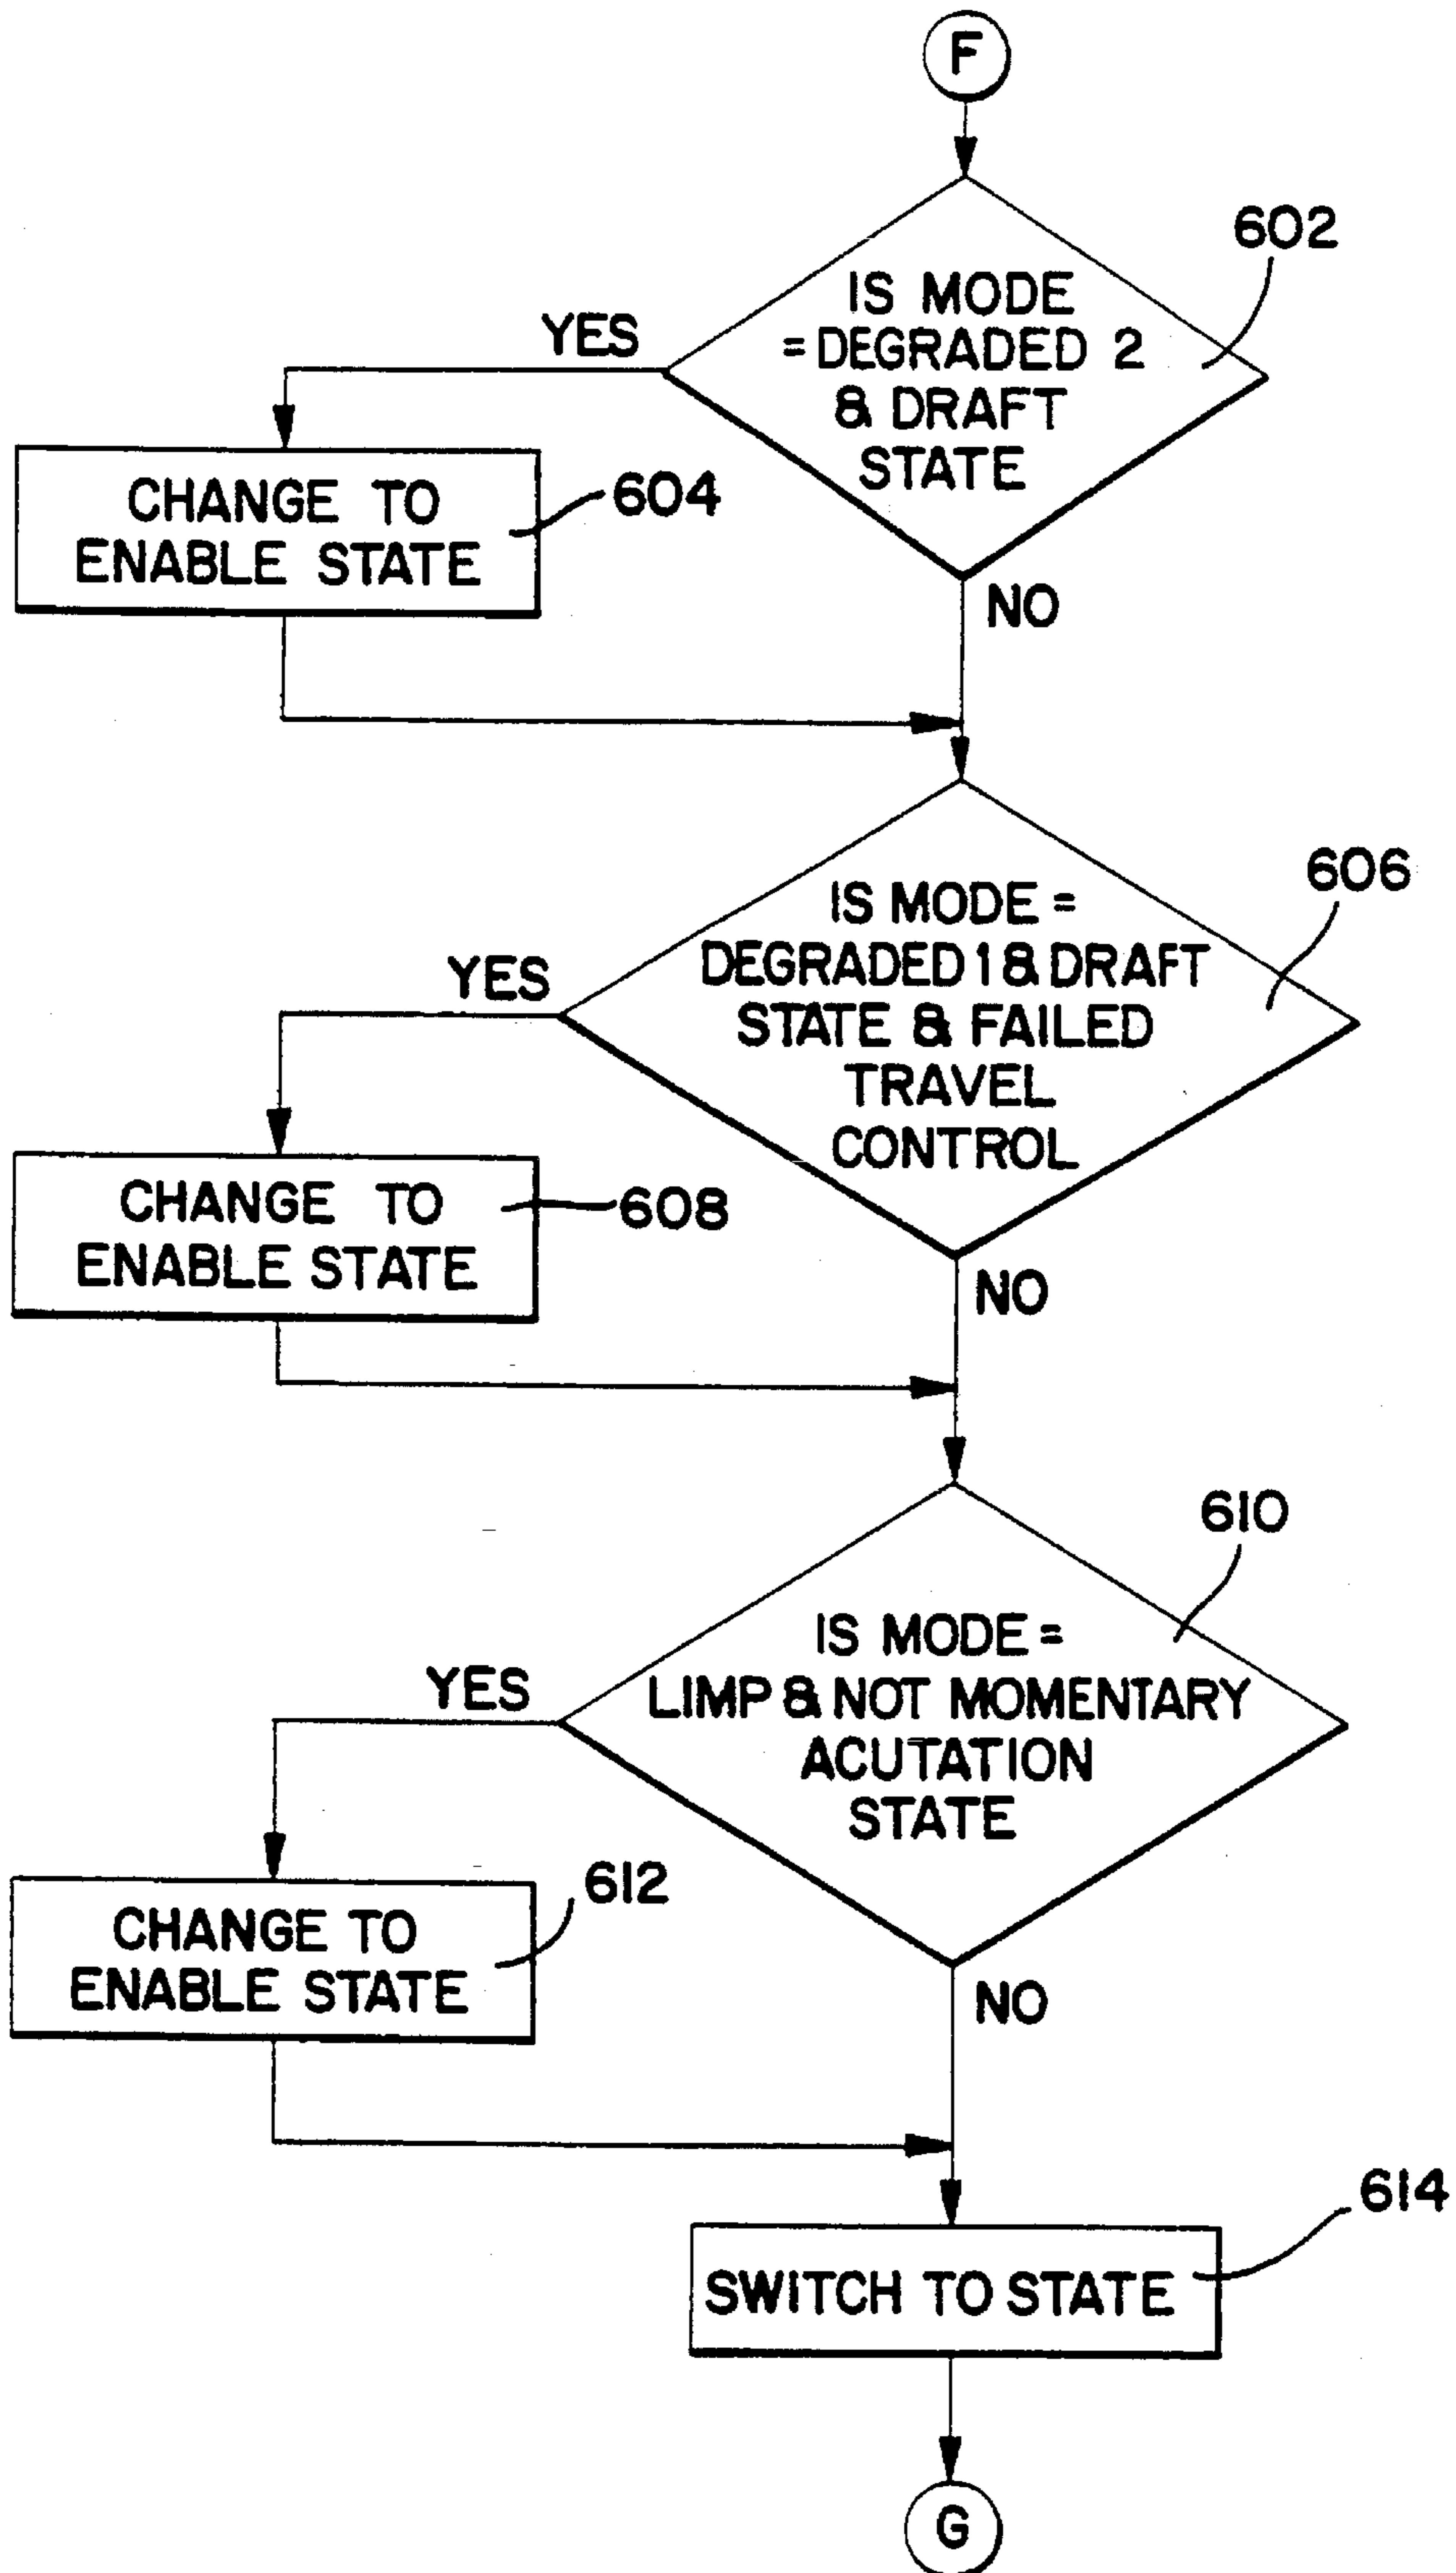 F
602
IS MODE
= DEGRADED 2
& DRAFT
STATE
YES
NO
CHANGE TO
ENABLE STATE
604
606
IS MODE =
DEGRADED 1 & DRAFT
STATE & FAILED
TRAVEL
CONTROL
YES
NO
CHANGE TO
ENABLE STATE
608
610
IS MODE =
LIMP & NOT MOMENTARY
ACUTATION
STATE
YES
NO
CHANGE TO
ENABLE STATE
612
614
SWITCH TO STATE
G